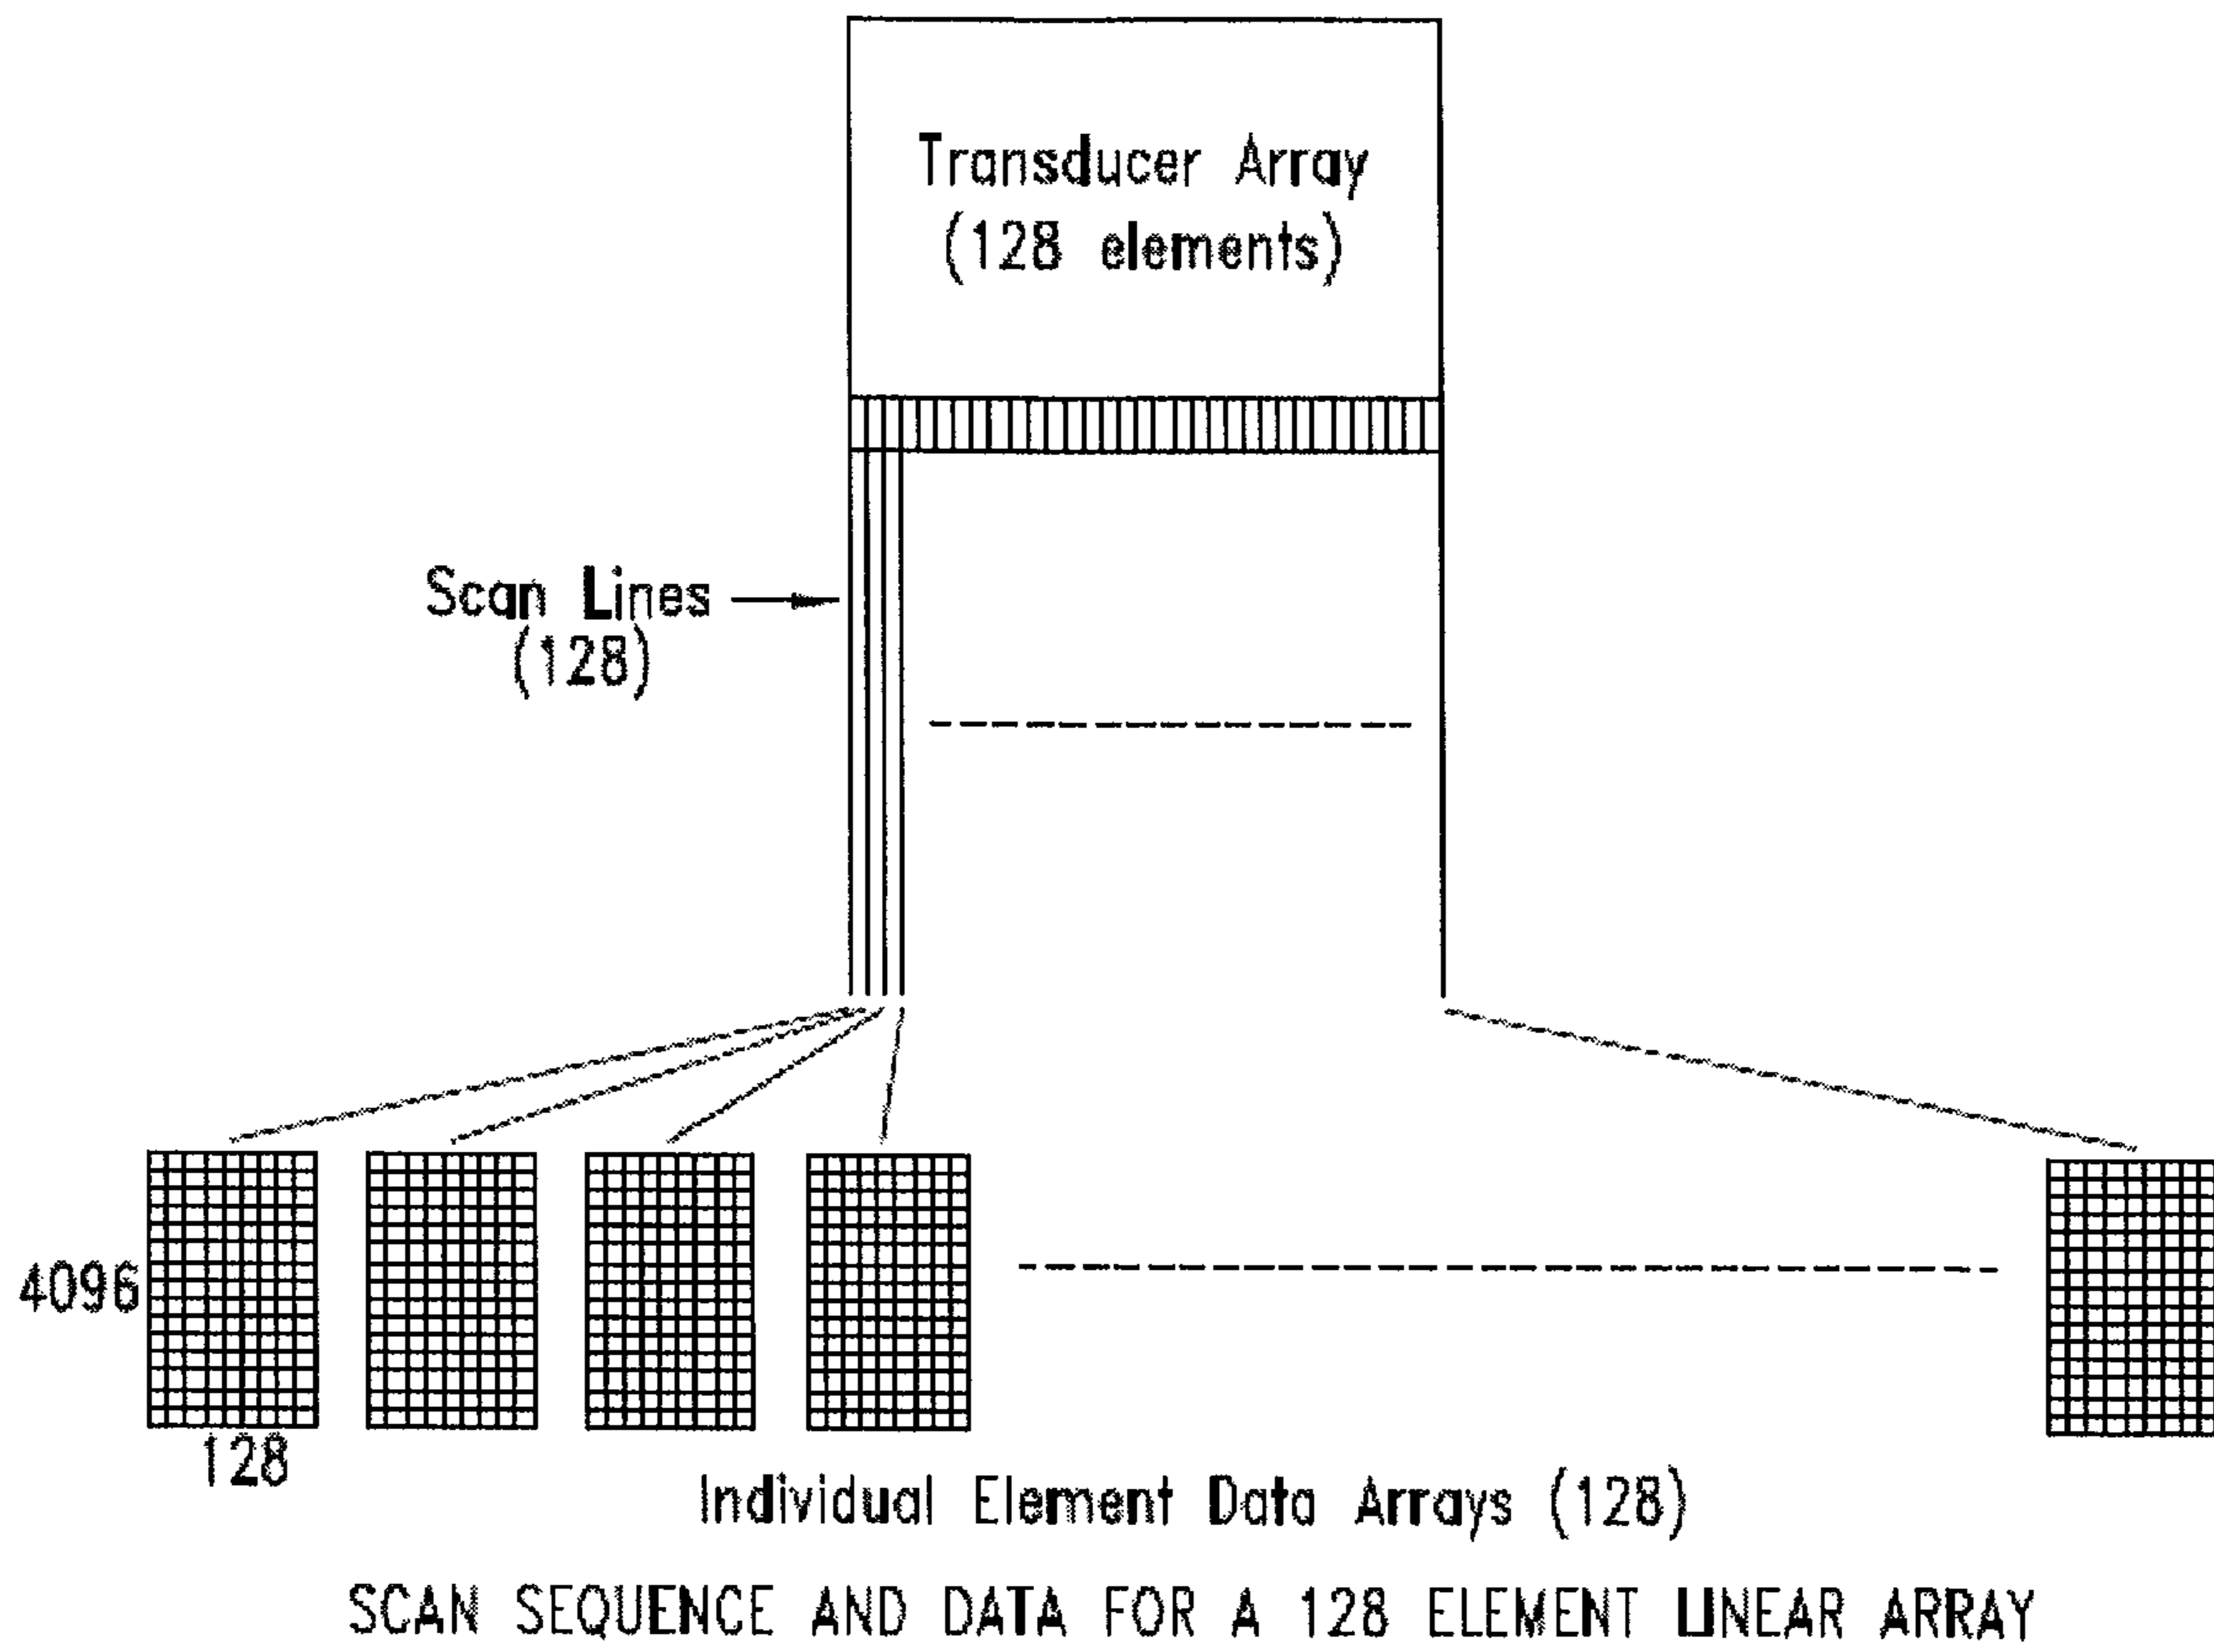 Transducer Array
(128 elements)
Scan Lines
(128)
4096
128
Individual Element Data Arrays (128)
SCAN SEQUENCE AND DATA FOR A 128 ELEMENT LINEAR ARRAY